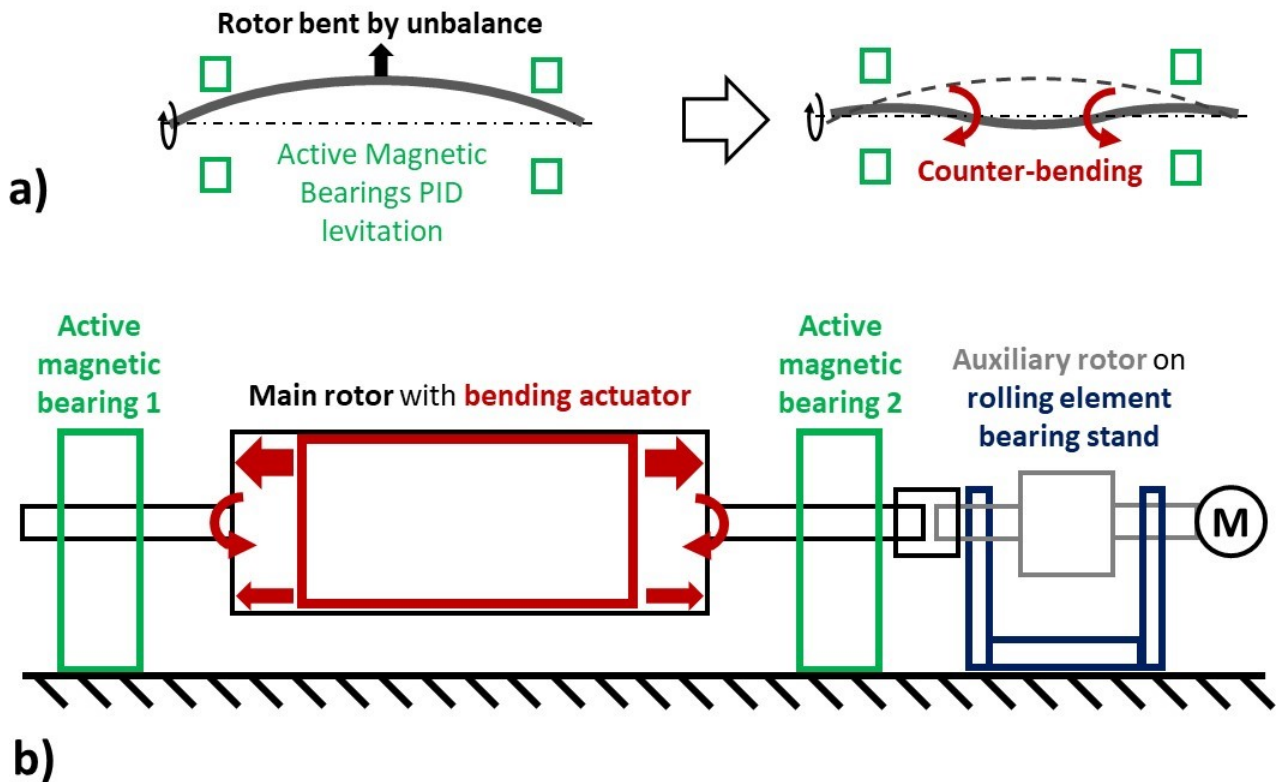 Rotor bent by unbalance
Active Magnetic
Bearings PID
levitation
Counter-bending
a)
Active
magnetic
bearing 1
Main rotor with bending actuator
Active
magnetic
bearing 2
Auxiliary rotor on
rolling element
bearing stand
M
b)